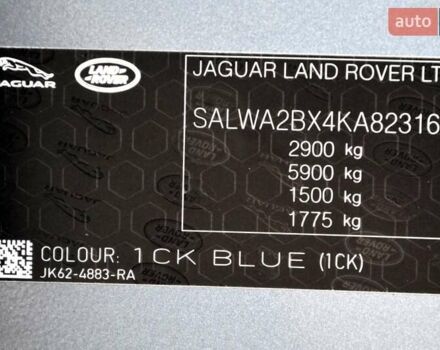 auto
JAGUAR
LAND
ROVER
JAGUAR LAND ROVER LT
SALWA2BX4KA82316
2900 kg
5900 kg
1500 kg
1775 kg
COLOUR: 1CK BLUE (1CK)
JK62-4883-RA